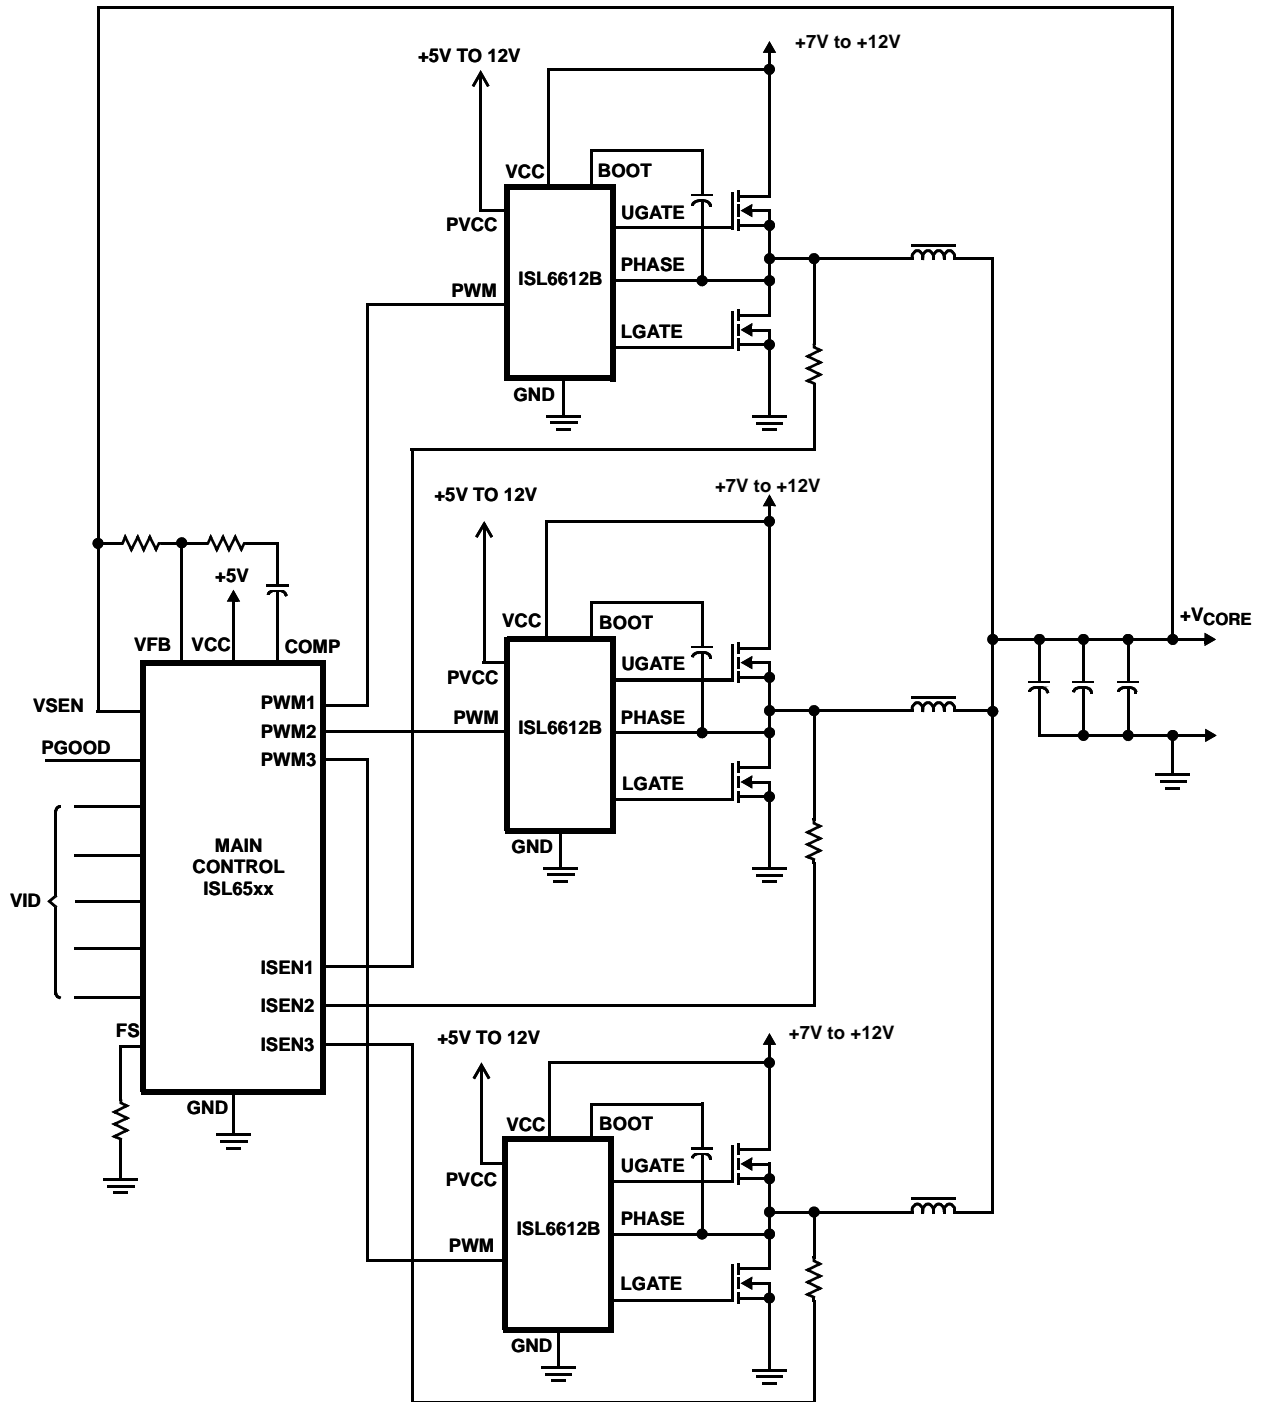 +7V to +12V
+5V TO 12V
VCC
BOOT
UGATE
PVCC
PHASE
ISL6612B
PWM
LGATE
GND
+7V to +12V
+5V TO 12V
+5V
VCC
BOOT
+VCORE
VFB
VCC
COMP
UGATE
PVCC
VSEN
PWM1
PWM
PHASE
PWM2
ISL6612B
PGOOD
PWM3
LGATE
MAIN
CONTROL
ISL65xx
GND
VID
ISEN1
ISEN2
FS
ISEN3
+5V TO 12V
+7V to +12V
GND
VCC
BOOT
UGATE
PVCC
PHASE
ISL6612B
PWM
LGATE
GND